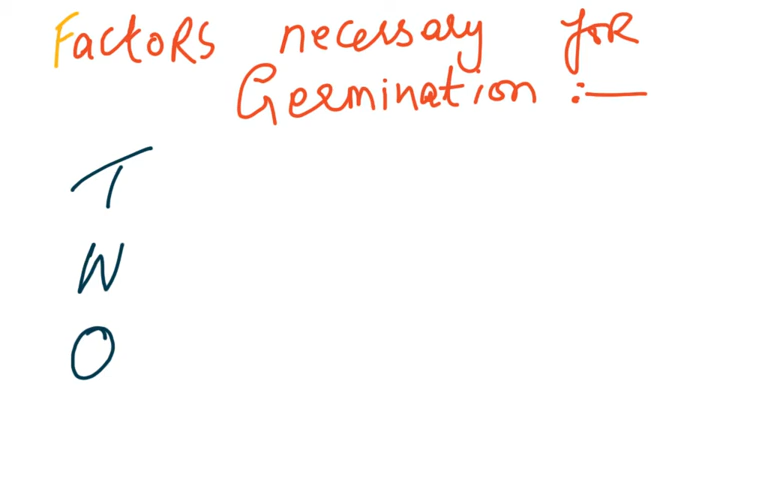 Factors necessary for
Germination :—
T
W
O